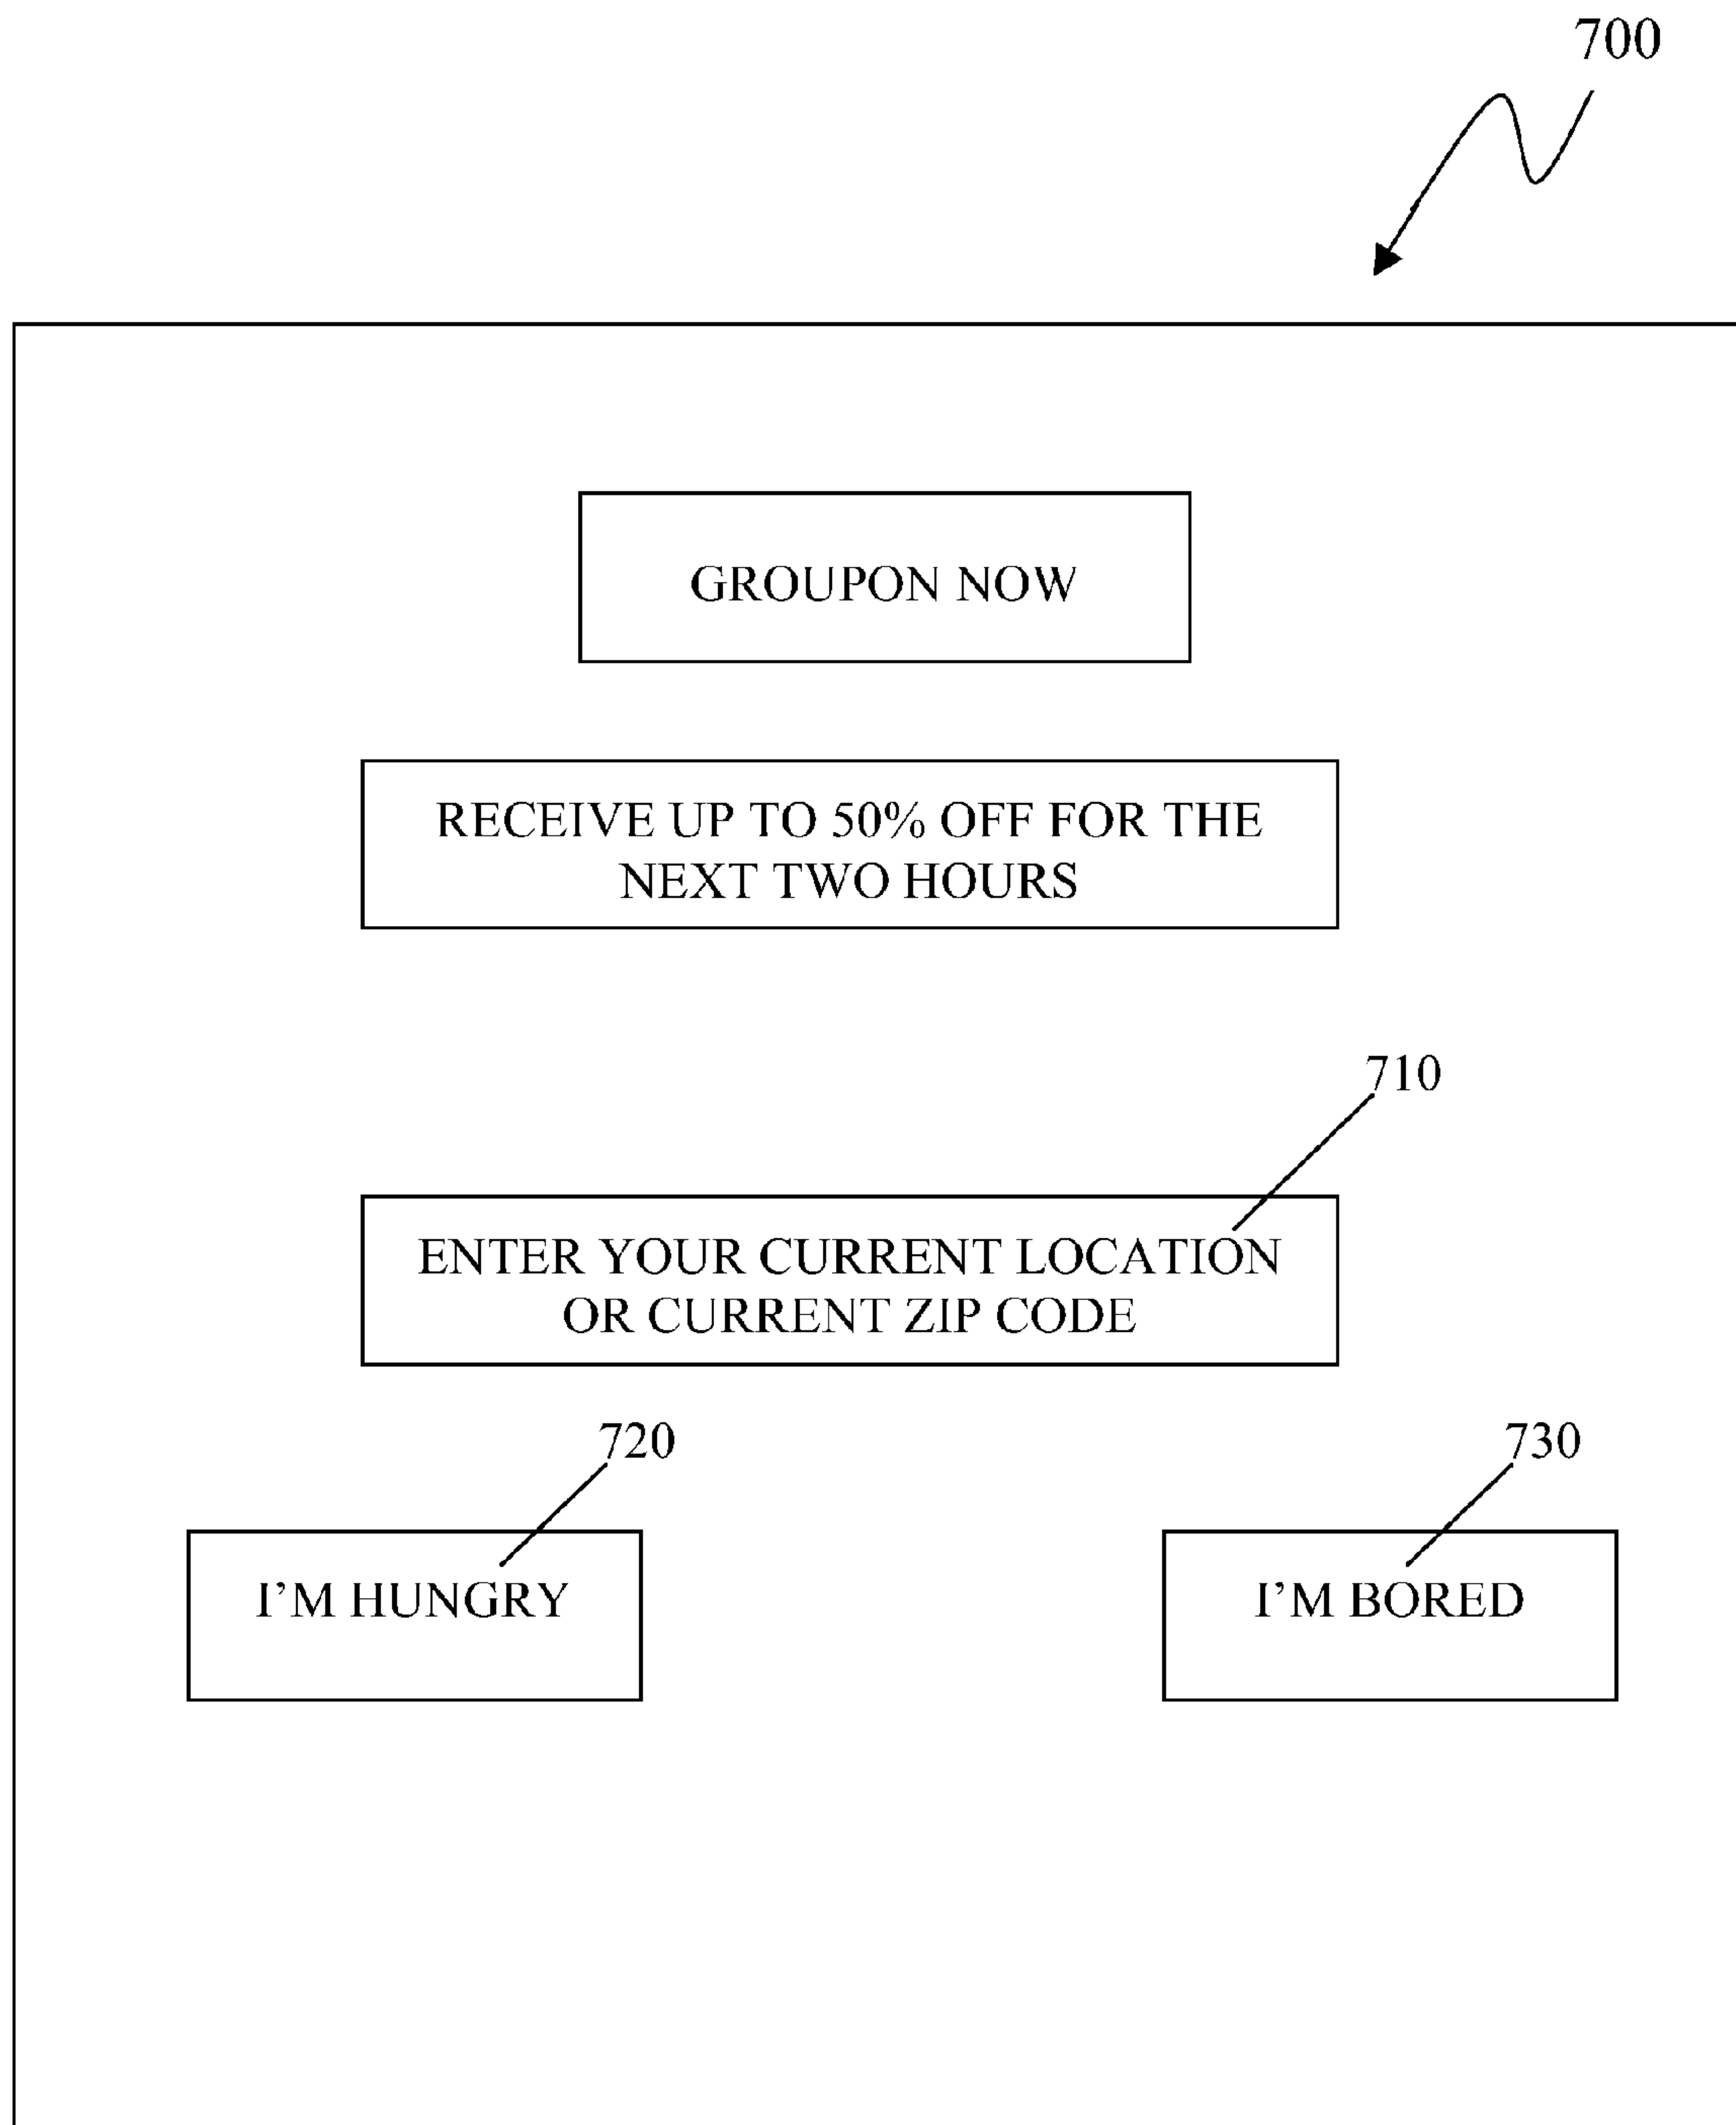 700
GROUPON NOW
RECEIVE UP TO 50% OFF FOR THE
NEXT TWO HOURS
710
ENTER YOUR CURRENT LOCATION
OR CURRENT ZIP CODE
720
730
I'M HUNGRY
I'M BORED